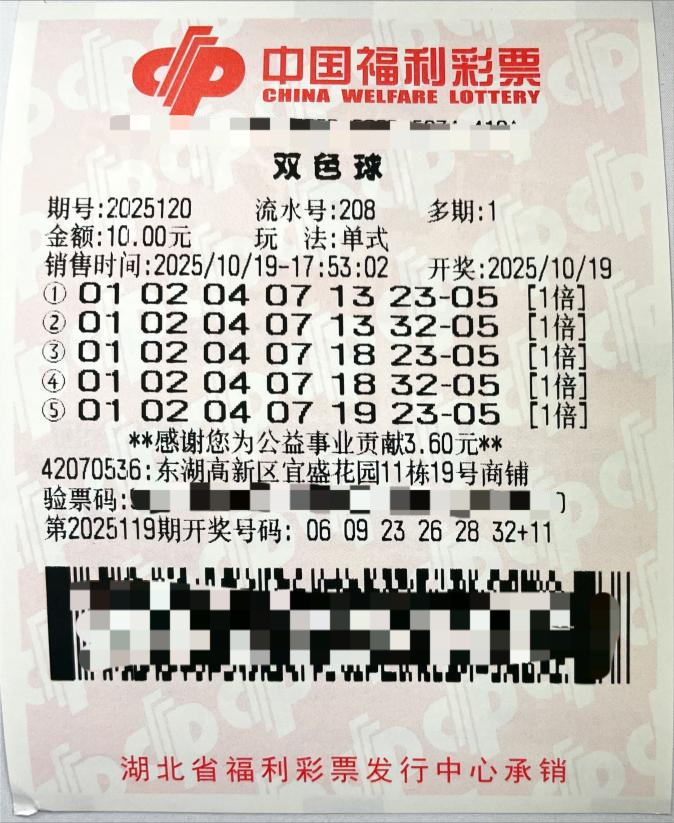 中国福利彩票
CHINA WELFARE LOTTERY
双色球
期号:2025120 流水号:208 多期:1
金额:10.00元 玩 法:单式
销售时间:2025/10/19-17:53:02 开奖:2025/10/19
① 01 02 04 07 13 23-05 [1倍]
② 01 02 04 07 13 32-05 [1倍]
③ 01 02 04 07 18 23-05 [1倍]
④ 01 02 04 07 18 32-05 [1倍]
⑤ 01 02 04 07 19 23-05 [1倍]
**感谢您为公益事业贡献3.60元**
42070536:东湖高新区宜盛花园11栋19号商铺
验票码:
第2025119期开奖号码: 06 09 23 26 28 32+11
湖北省福利彩票发行中心承销